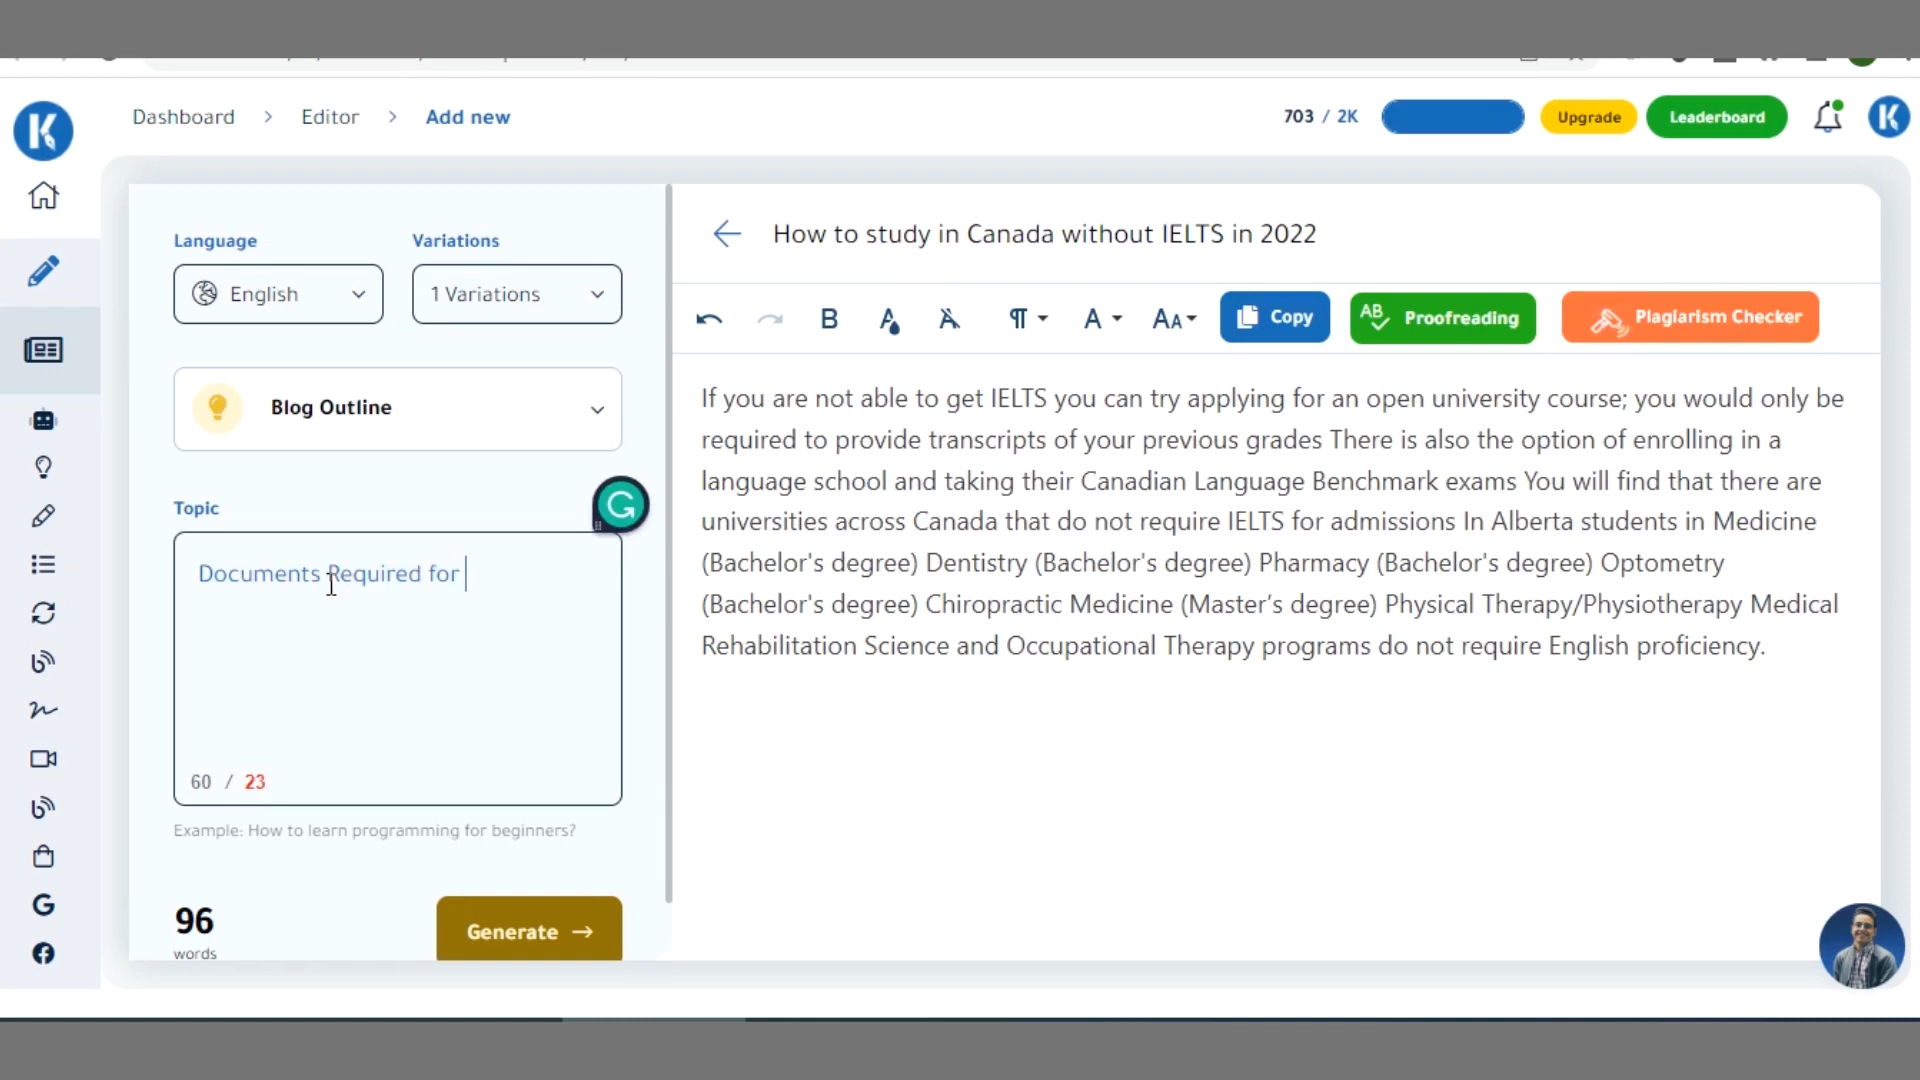 Dashboard > Editor > Add new
703 / 2K
Upgrade
Leaderboard
Language
Variations
English
1 Variations
Blog Outline
Topic
Documents Required for
60 / 23
Example: How to learn programming for beginners?
96
words
Generate →
How to study in Canada without IELTS in 2022
B
A
A
¶
A
AA
Copy
AB
Proofreading
Plagiarism Checker
If you are not able to get IELTS you can try applying for an open university course; you would only be
required to provide transcripts of your previous grades There is also the option of enrolling in a
language school and taking their Canadian Language Benchmark exams You will find that there are
universities across Canada that do not require IELTS for admissions In Alberta students in Medicine
(Bachelor's degree) Dentistry (Bachelor's degree) Pharmacy (Bachelor's degree) Optometry
(Bachelor's degree) Chiropractic Medicine (Master's degree) Physical Therapy/Physiotherapy Medical
Rehabilitation Science and Occupational Therapy programs do not require English proficiency.